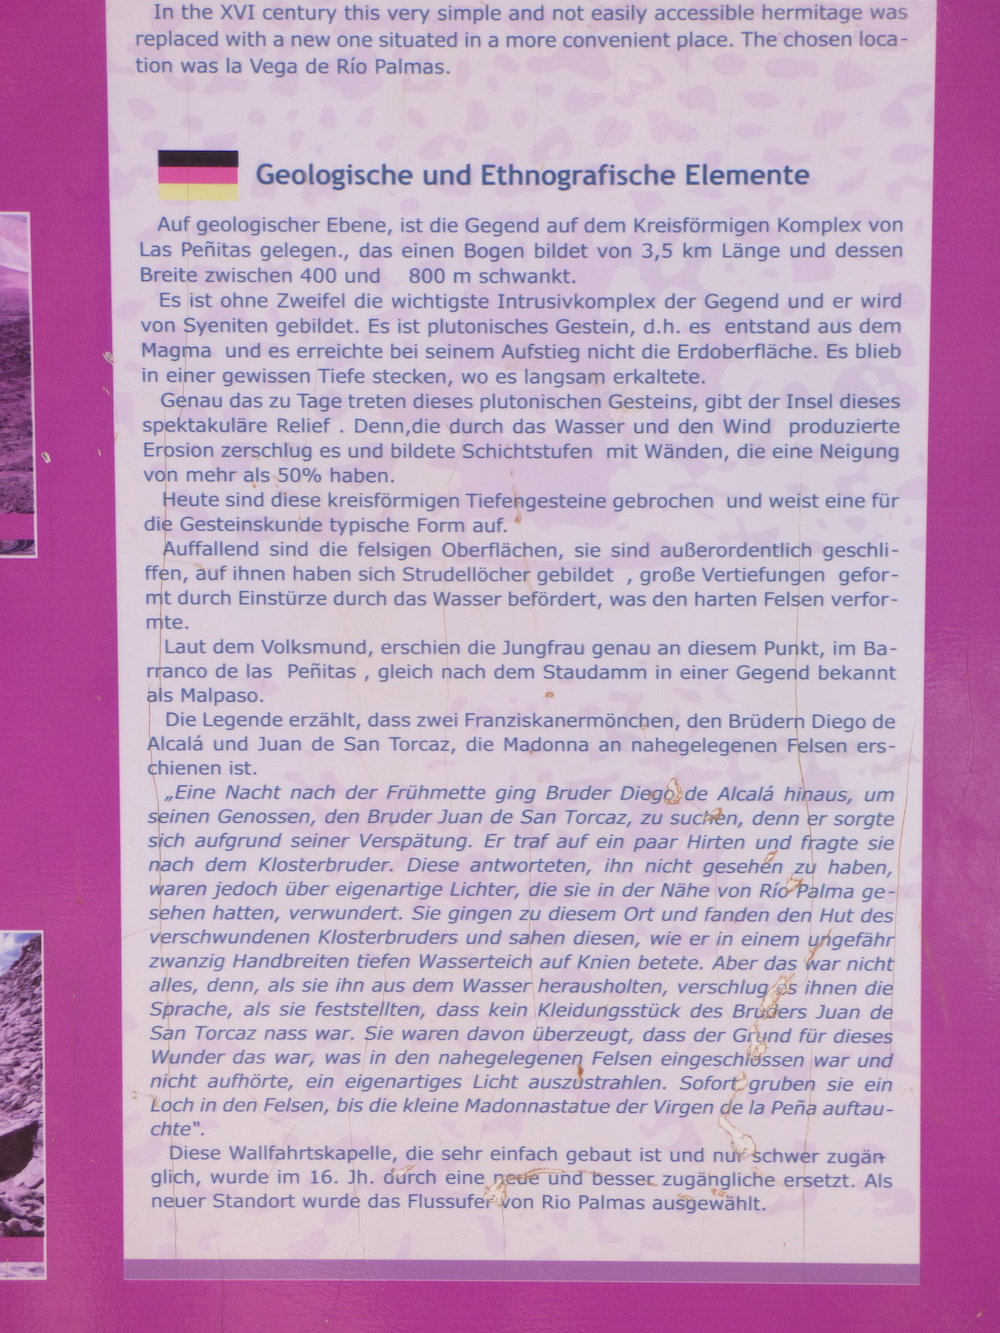 In the XVI century this very simple and not easily accessible hermitage was
replaced with a new one situated in a more convenient place. The chosen loca-
tion was la Vega de Río Palmas.
Geologische und Ethnografische Elemente
Auf geologischer Ebene, ist die Gegend auf dem Kreisförmigen Komplex von
Las Peñitas gelegen., das einen Bogen bildet von 3,5 km Länge und dessen
Breite zwischen 400 und 800 m schwankt.
Es ist ohne Zweifel die wichtigste Intrusivkomplex der Gegend und er wird
von Syeniten gebildet. Es ist plutonisches Gestein, d.h. es entstand aus dem
Magma und es erreichte bei seinem Aufstieg nicht die Erdoberfläche. Es blieb
in einer gewissen Tiefe stecken, wo es langsam erkaltete.
Genau das zu Tage treten dieses plutonischen Gesteins, gibt der Insel dieses
spektakuläre Relief . Denn,die durch das Wasser und den Wind produzierte
Erosion zerschlug es und bildete Schichtstufen mit Wänden, die eine Neigung
von mehr als 50% haben.
Heute sind diese kreisförmigen Tiefengesteine gebrochen und weist eine für
die Gesteinskunde typische Form auf.
Auffallend sind die felsigen Oberflächen, sie sind außerordentlich geschli-
ffen, auf ihnen haben sich Strudellöcher gebildet , große Vertiefungen gefor-
mt durch Einstürze durch das Wasser befördert, was den harten Felsen verfor-
mte.
Laut dem Volksmund, erschien die Jungfrau genau an diesem Punkt, im Ba-
rranco de las Peñitas , gleich nach dem Staudamm in einer Gegend bekannt
als Malpaso.
Die Legende erzählt, dass zwei Franziskanermönchen, den Brüdern Diego de
Alcalá und Juan de San Torcaz, die Madonna an nahegelegenen Felsen ers-
chienen ist.
„Eine Nacht nach der Frühmette ging Bruder Diego de Alcalá hinaus, um
seinen Genossen, den Bruder Juan de San Torcaz, zu suchen, denn er sorgte
sich aufgrund seiner Verspätung. Er traf auf ein paar Hirten und fragte sie
nach dem Klosterbruder. Diese antworteten, ihn nicht gesehen zu haben,
waren jedoch über eigenartige Lichter, die sie in der Nähe von Río Palma ge-
sehen hatten, verwundert. Sie gingen zu diesem Ort und fanden den Hut des
verschwundenen Klosterbruders und sahen diesen, wie er in einem ungefähr
zwanzig Handbreiten tiefen Wasserteich auf Knien betete. Aber das war nicht
alles, denn, als sie ihn aus dem Wasser herausholten, verschlug es ihnen die
Sprache, als sie feststellten, dass kein Kleidungsstück des Bruders Juan de
San Torcaz nass war. Sie waren davon überzeugt, dass der Grund für dieses
Wunder das war, was in den nahegelegenen Felsen eingeschlossen war und
nicht aufhörte, ein eigenartiges Licht auszustrahlen. Sofort gruben sie ein
Loch in den Felsen, bis die kleine Madonnastatue der Virgen de la Peña auftau-
chte“.
Diese Wallfahrtskapelle, die sehr einfach gebaut ist und nur schwer zugän-
glich, wurde im 16. Jh. durch eine neue und besser zugängliche ersetzt. Als
neuer Standort wurde das Flussufer von Rio Palmas ausgewählt.